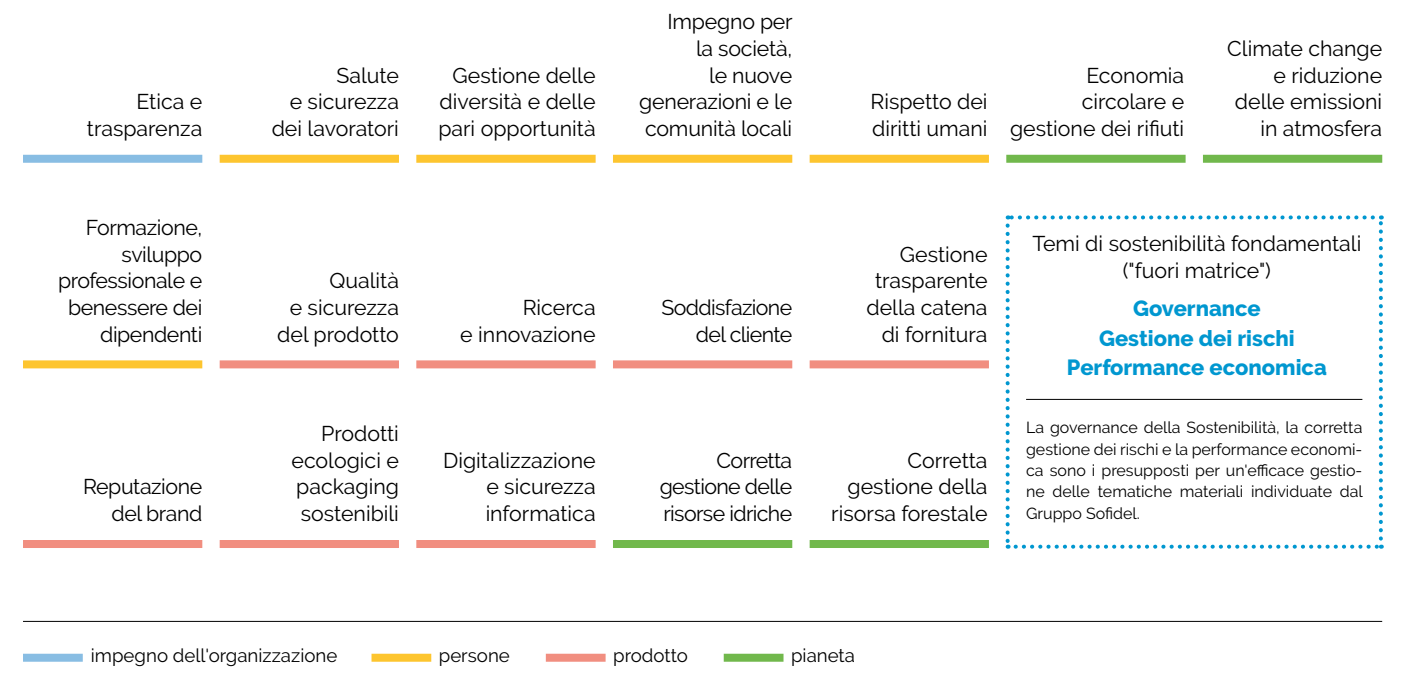 Etica e
trasparenza
Salute
e sicurezza
dei lavoratori
Gestione delle
diversità e delle
pari opportunità
Impegno per
la società,
le nuove
generazioni e le
comunità locali
Rispetto dei
diritti umani
Economia
circolare e
gestione dei rifiuti
Climate change
e riduzione
delle emissioni
in atmosfera
Formazione,
sviluppo
professionale e
benessere dei
dipendenti
Qualità
e sicurezza
del prodotto
Ricerca
e innovazione
Soddisfazione
del cliente
Gestione
trasparente
della catena
di fornitura
Temi di sostenibilità fondamentali
("fuori matrice")
Governance
Gestione dei rischi
Performance economica
La governance della Sostenibilità, la corretta
gestione dei rischi e la performance economi-
ca sono i presupposti per un'efficace gestio-
ne delle tematiche materiali individuate dal
Gruppo Sofidel.
Reputazione
del brand
Prodotti
ecologici e
packaging
sostenibili
Digitalizzazione
e sicurezza
informatica
Corretta
gestione delle
risorse idriche
Corretta
gestione della
risorsa forestale
impegno dell'organizzazione
persone
prodotto
pianeta